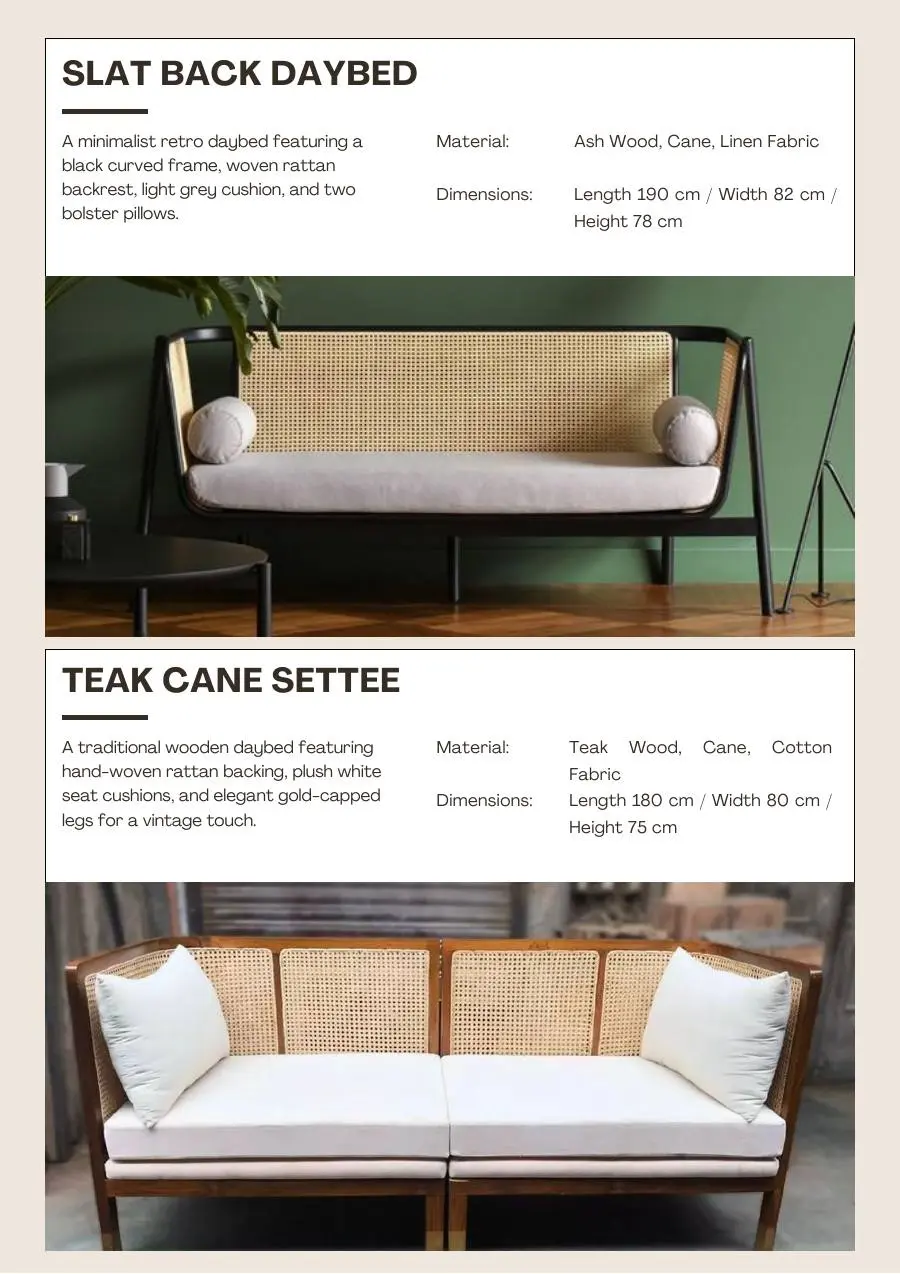 SLAT BACK DAYBED
A minimalist retro daybed featuring a
black curved frame, woven rattan
backrest, light grey cushion, and two
bolster pillows.
Material: Ash Wood, Cane, Linen Fabric
Dimensions: Length 190 cm / Width 82 cm /
Height 78 cm
TEAK CANE SETTEE
A traditional wooden daybed featuring
hand-woven rattan backing, plush white
seat cushions, and elegant gold-capped
legs for a vintage touch.
Material: Teak Wood, Cane, Cotton
Fabric
Dimensions: Length 180 cm / Width 80 cm /
Height 75 cm